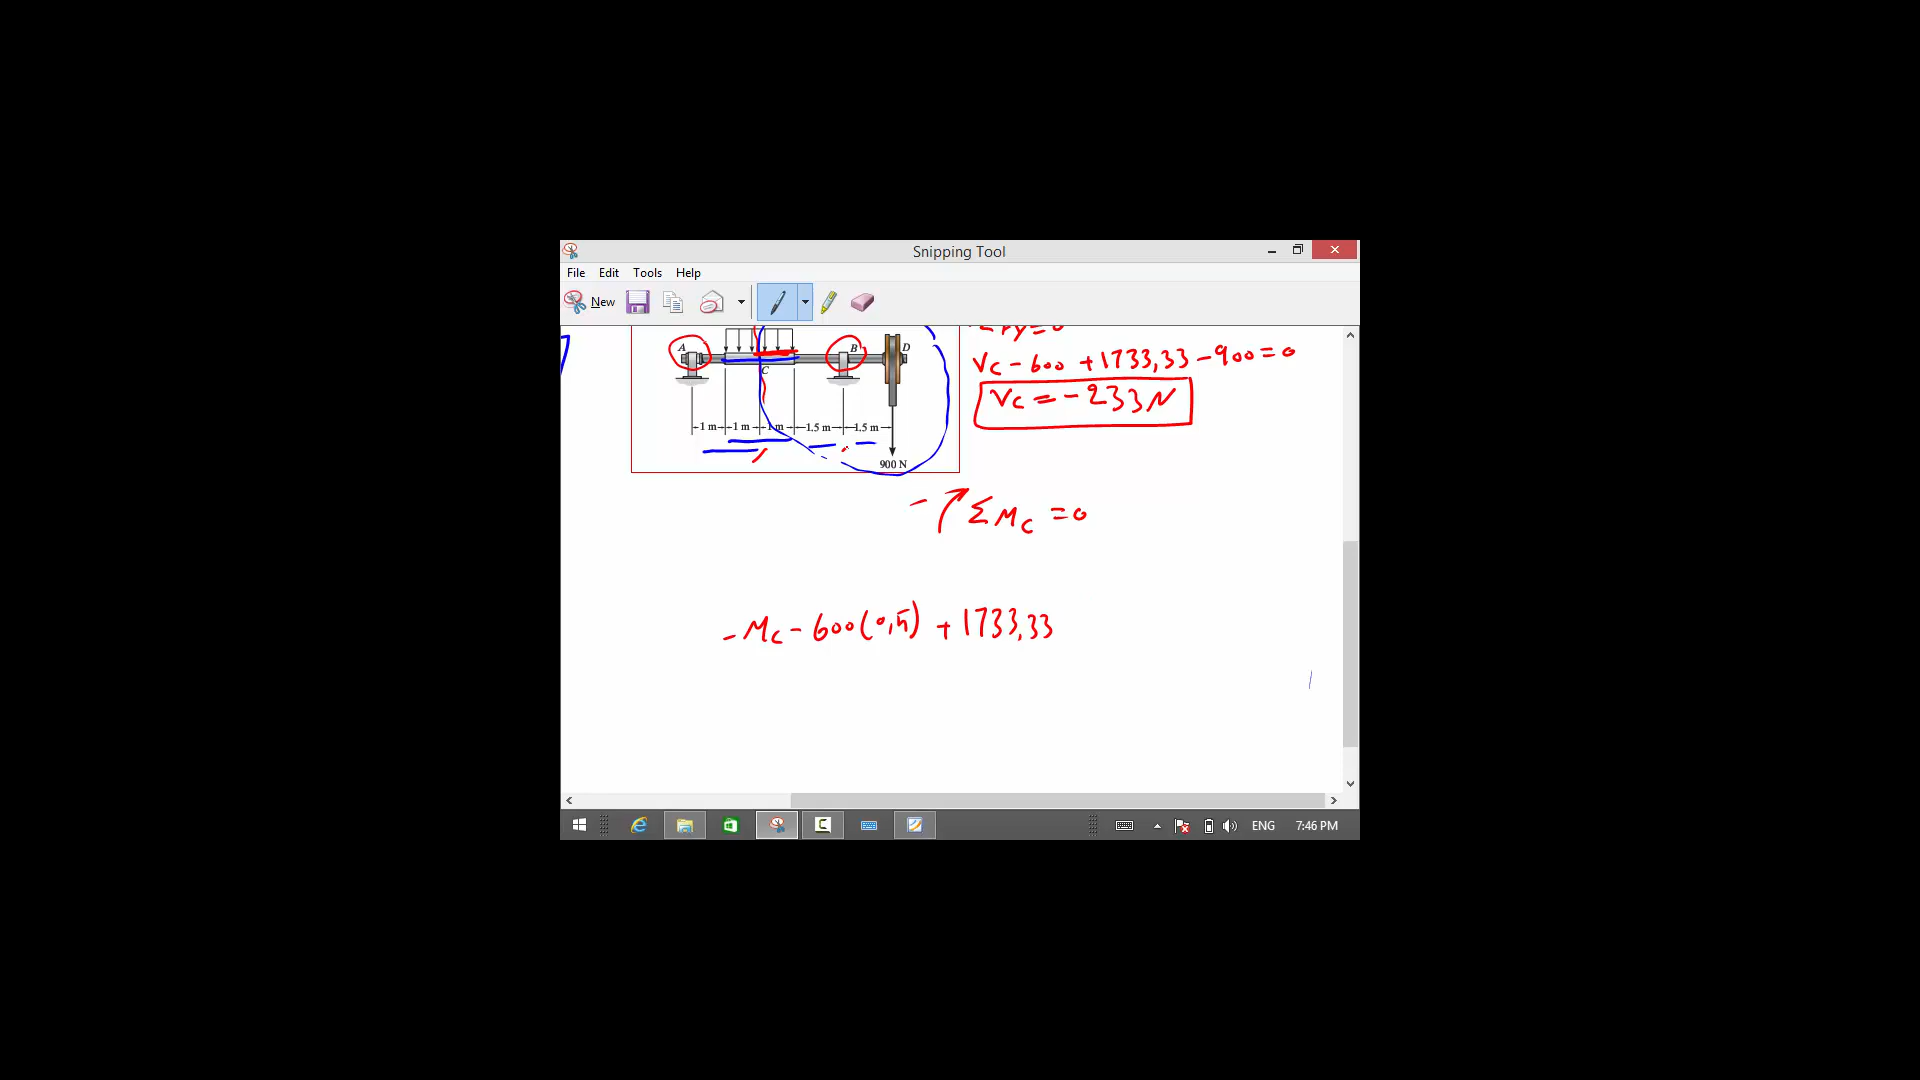 Snipping Tool
File Edit Tools Help
New
A B D
C
1 m 1 m 1 m 1.5 m 1.5 m
900 N
Vc - 600 + 1733,33 - 900 = 0
Vc = - 233 N
Σ Mc = 0
- Mc - 600 (0,5) + 1733,33
ENG 7:46 PM